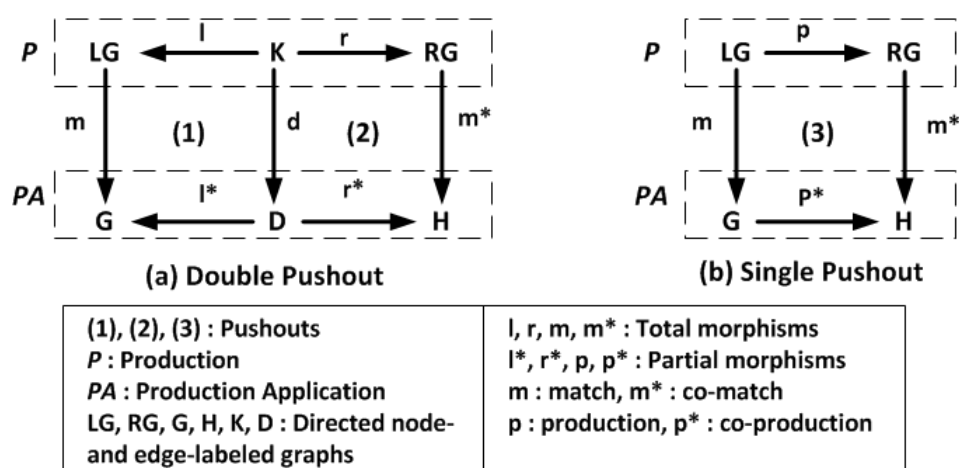 P LG l K r RG
m (1) d (2) m*
PA G l* D r* H
(a) Double Pushout
P LG p RG
m (3) m*
PA G P* H
(b) Single Pushout
(1), (2), (3) : Pushouts
P : Production
PA : Production Application
LG, RG, G, H, K, D : Directed node-
and edge-labeled graphs
l, r, m, m* : Total morphisms
l*, r*, p, p* : Partial morphisms
m : match, m* : co-match
p : production, p* : co-production